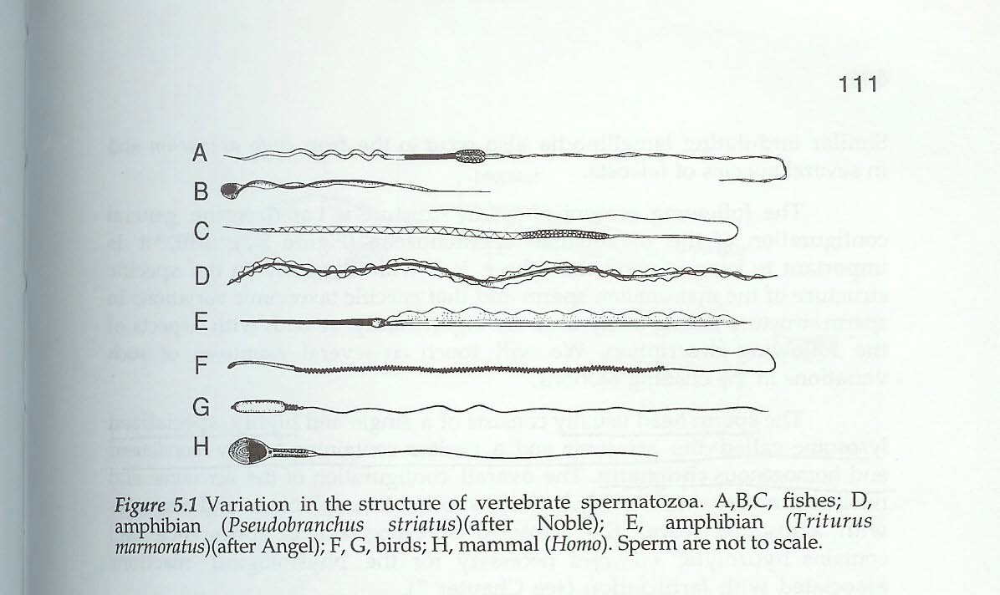 111
A
B
C
D
E
F
G
H
Figure 5.1 Variation in the structure of vertebrate spermatozoa. A,B,C, fishes; D,
amphibian (Pseudobranchus striatus)(after Noble); E, amphibian (Triturus
marmoratus)(after Angel); F, G, birds; H, mammal (Homo). Sperm are not to scale.